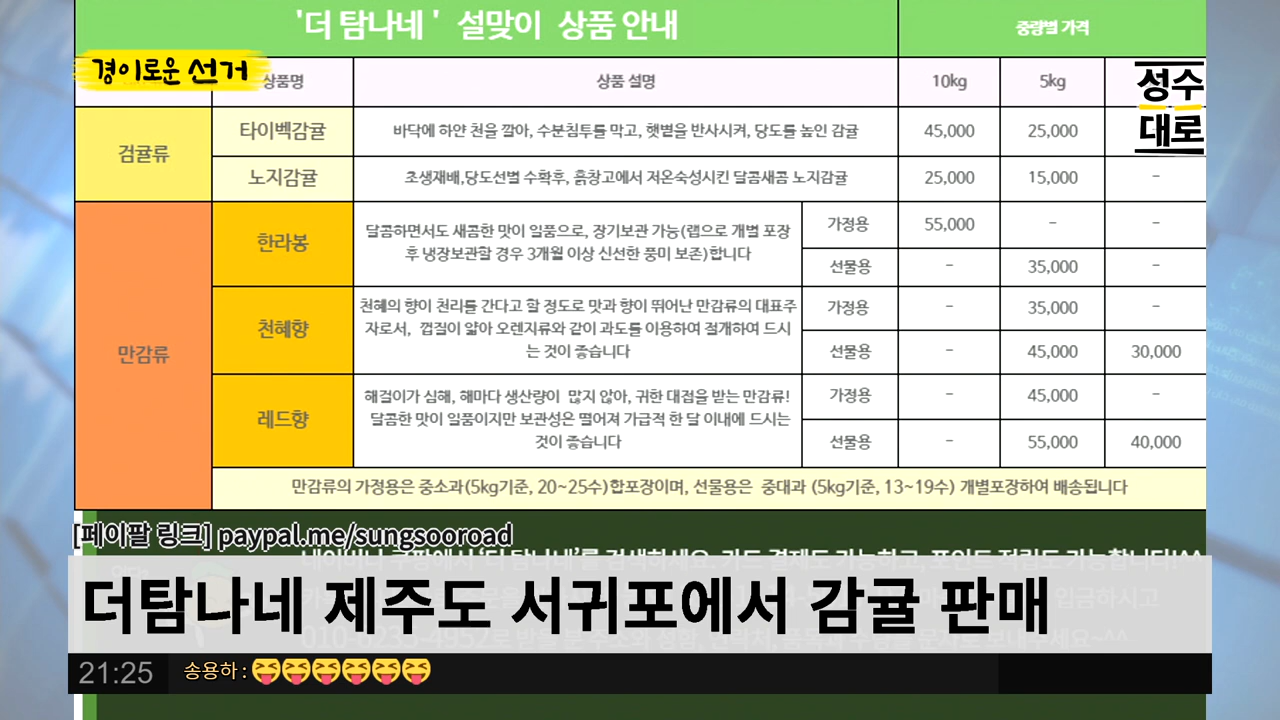 '더 탐나네 '  설맞이  상품 안내
중량별 가격
경이로운 선거
상품명
상품 설명
10kg
5kg
성수
대로
검귤류
타이벡감귤
바닥에 하얀 천을 깔아, 수분침투를 막고, 햇볕을 반사시켜, 당도를 높인 감귤
45,000
25,000
노지감귤
초생재배,당도선별 수확후, 흙창고에서 저온숙성시킨 달콤새콤 노지감귤
25,000
15,000
-
만감류
한라봉
달콤하면서도 새콤한 맛이 일품으로, 장기보관 가능(랩으로 개별 포장
후 냉장보관할 경우 3개월 이상 신선한 풍미 보존)합니다
가정용
55,000
-
-
선물용
-
35,000
-
천혜향
천혜의 향이 천리를 간다고 할 정도로 맛과 향이 뛰어난 만감류의 대표주
자로서,  껍질이 얇아 오렌지류와 같이 과도를 이용하여 절개하여 드시
는 것이 좋습니다
가정용
-
35,000
-
선물용
-
45,000
30,000
레드향
해걸이가 심해, 해마다 생산량이  많지 않아, 귀한 대접을 받는 만감류!
달콤한 맛이 일품이지만 보관성은 떨어져 가급적 한 달 이내에 드시는
것이 좋습니다
가정용
-
45,000
-
선물용
-
55,000
40,000
만감류의 가정용은 중소과(5kg기준, 20~25수)합포장이며, 선물용은  중대과 (5kg기준, 13~19수) 개별포장하여 배송됩니다
[페이팔 링크] paypal.me/sungsooroad
더탐나네 제주도 서귀포에서 감귤 판매
21:25
송용하 : 😝😝😝😝😝😝